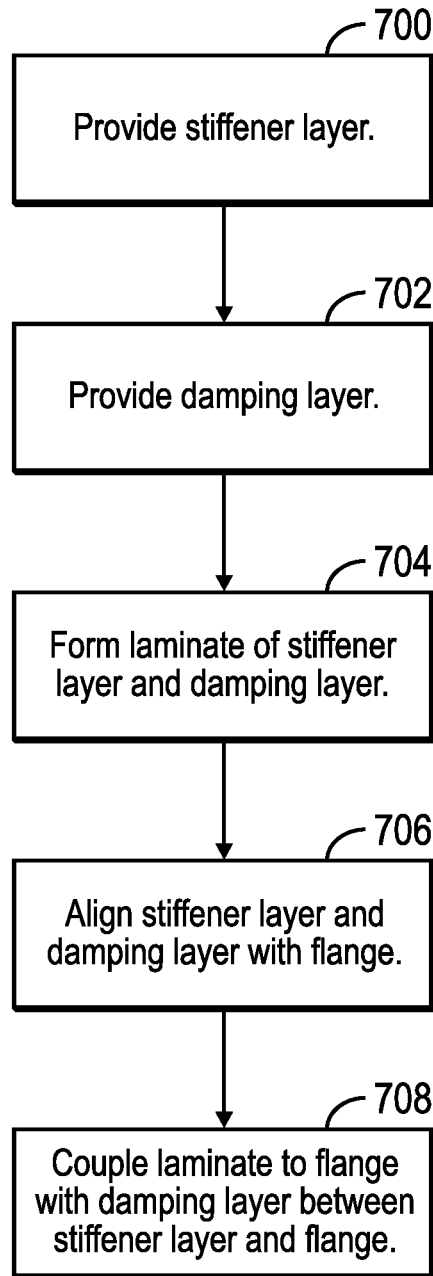 700
Provide stiffener layer.
702
Provide damping layer.
704
Form laminate of stiffener
layer and damping layer.
706
Align stiffener layer and
damping layer with flange.
708
Couple laminate to flange
with damping layer between
stiffener layer and flange.